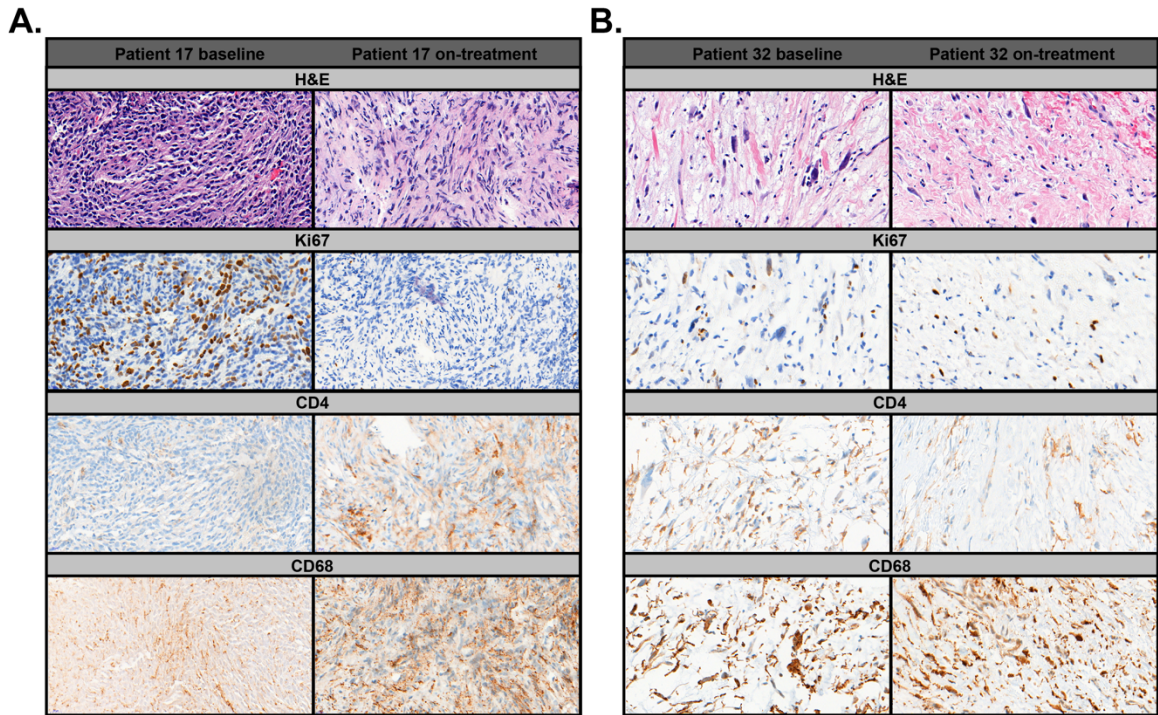 A.
Patient 17 baseline Patient 17 on-treatment
H&E
Ki67
CD4
CD68
B.
Patient 32 baseline Patient 32 on-treatment
H&E
Ki67
CD4
CD68